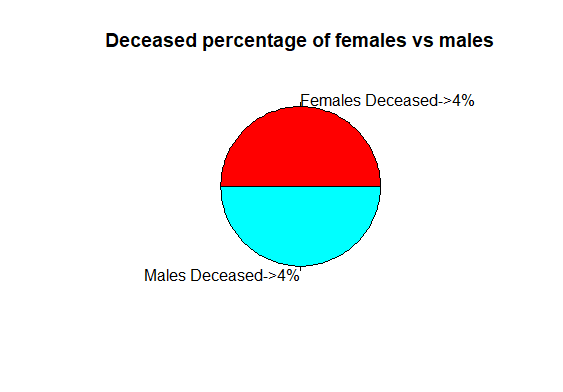 Deceased percentage of females vs males
Females Deceased->4%
Males Deceased->4%